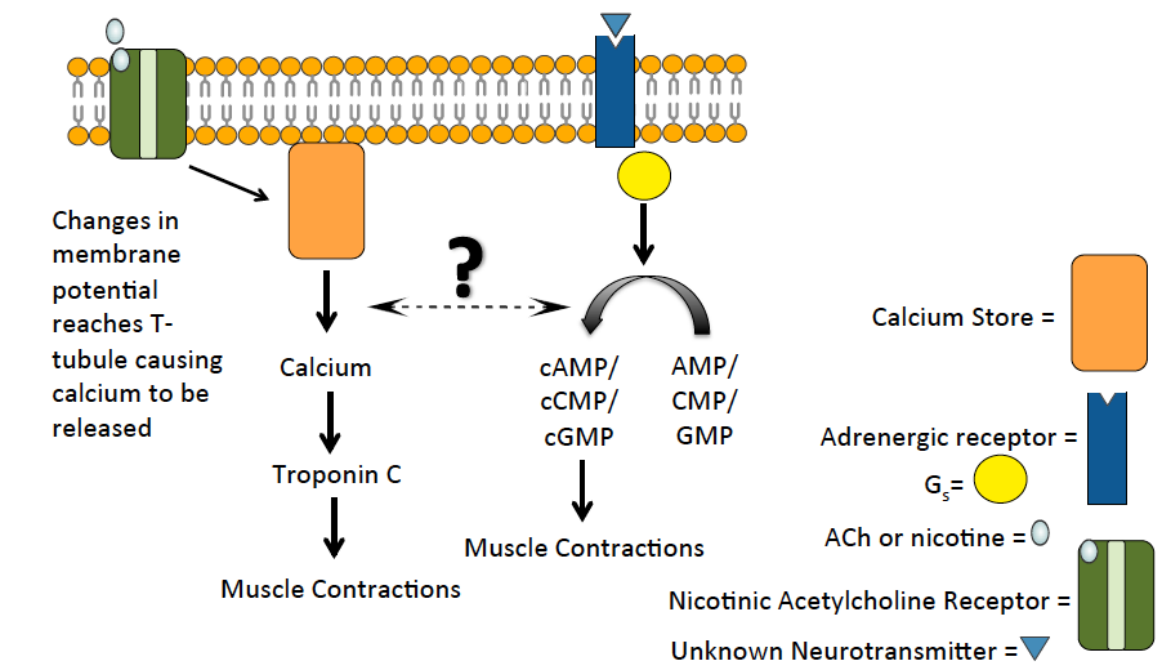 Changes in
membrane
potential
reaches T-
tubule causing
calcium to be
released
?
Calcium
Troponin C
Muscle Contractions
cAMP/
cCMP/
cGMP
AMP/
CMP/
GMP
Muscle Contractions
Calcium Store =
Adrenergic receptor =
Gs=
ACh or nicotine =
Nicotinic Acetylcholine Receptor =
Unknown Neurotransmitter =